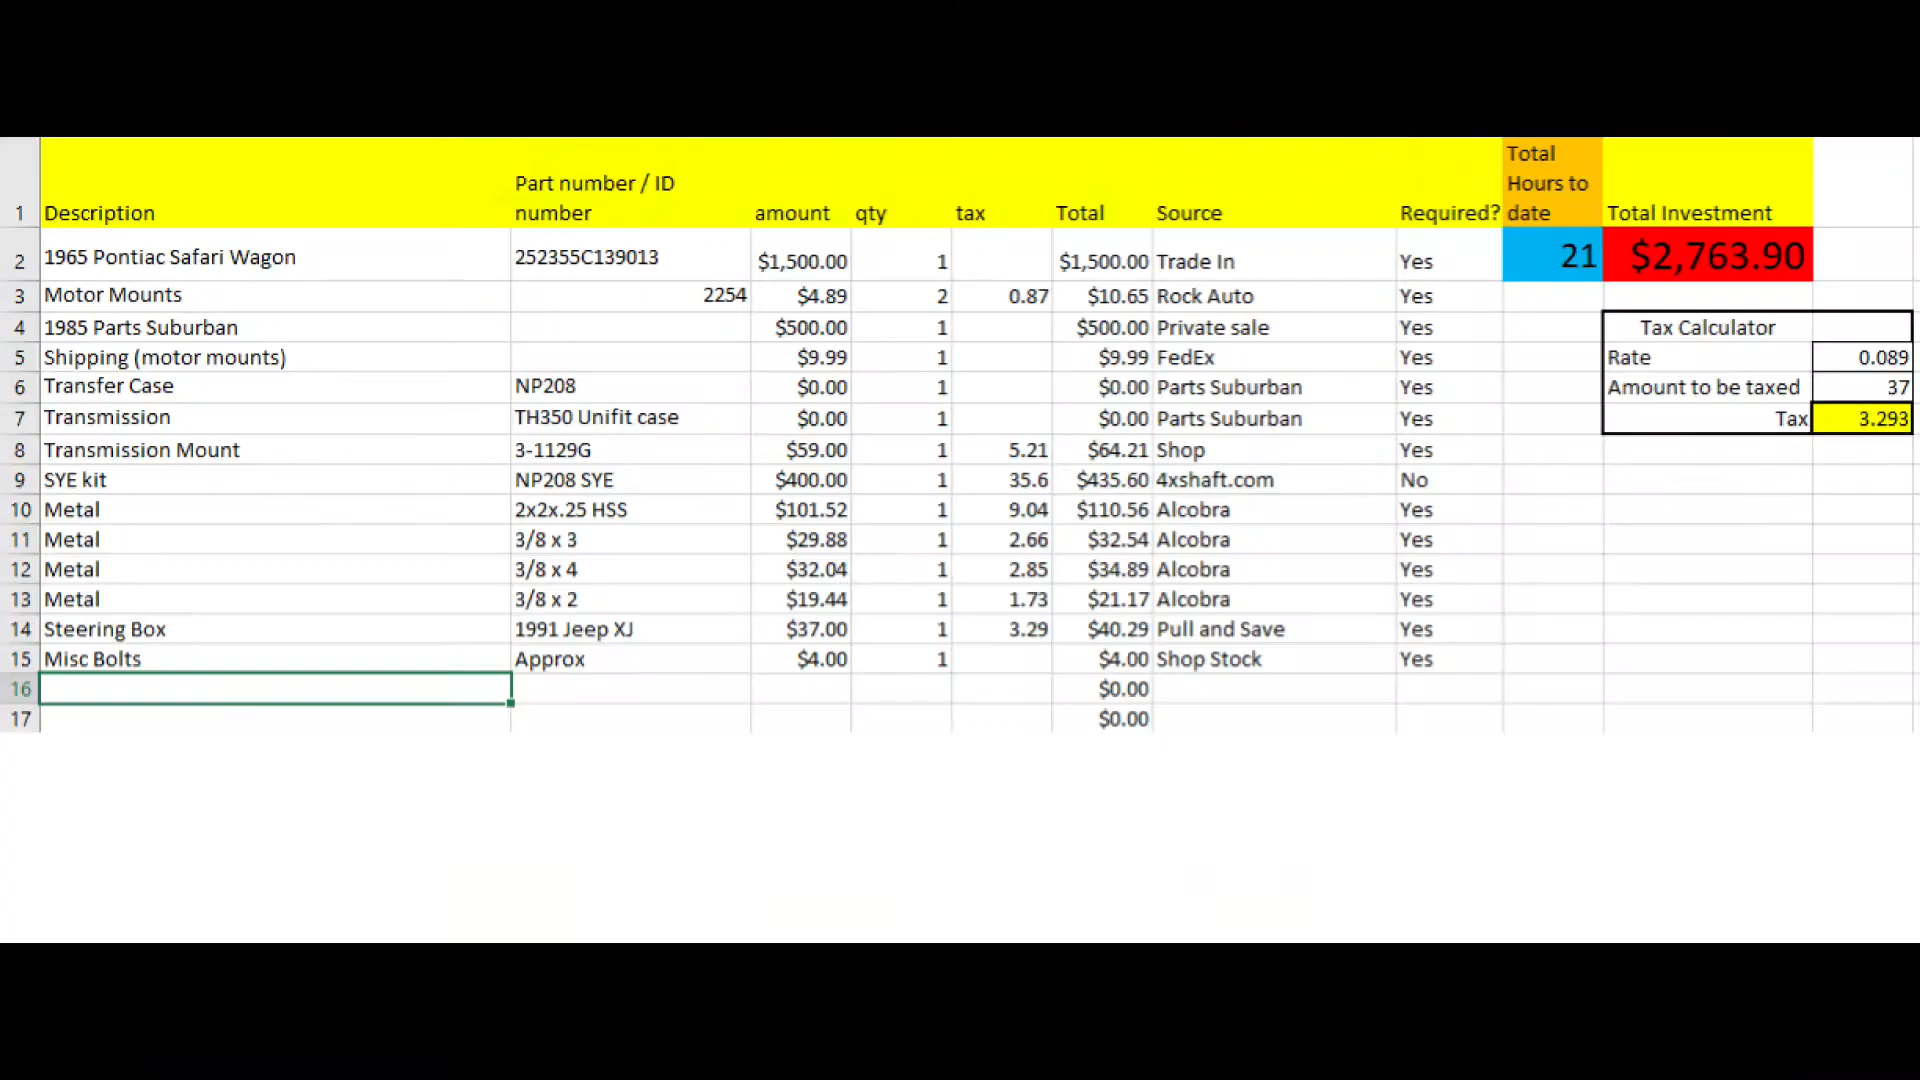 Total
Part number / ID Hours to
1 Description number amount qty tax Total Source Required? date Total Investment
2 1965 Pontiac Safari Wagon 252355C139013 $1,500.00 1 $1,500.00 Trade In Yes 21 $2,763.90
3 Motor Mounts 2254 $4.89 2 0.87 $10.65 Rock Auto Yes
4 1985 Parts Suburban $500.00 1 $500.00 Private sale Yes Tax Calculator
5 Shipping (motor mounts) $9.99 1 $9.99 FedEx Yes Rate 0.089
6 Transfer Case NP208 $0.00 1 $0.00 Parts Suburban Yes Amount to be taxed 37
7 Transmission TH350 Unifit case $0.00 1 $0.00 Parts Suburban Yes Tax 3.293
8 Transmission Mount 3-1129G $59.00 1 5.21 $64.21 Shop Yes
9 SYE kit NP208 SYE $400.00 1 35.6 $435.60 4xshaft.com No
10 Metal 2x2x.25 HSS $101.52 1 9.04 $110.56 Alcobra Yes
11 Metal 3/8 x 3 $29.88 1 2.66 $32.54 Alcobra Yes
12 Metal 3/8 x 4 $32.04 1 2.85 $34.89 Alcobra Yes
13 Metal 3/8 x 2 $19.44 1 1.73 $21.17 Alcobra Yes
14 Steering Box 1991 Jeep XJ $37.00 1 3.29 $40.29 Pull and Save Yes
15 Misc Bolts Approx $4.00 1 $4.00 Shop Stock Yes
16 $0.00
17 $0.00